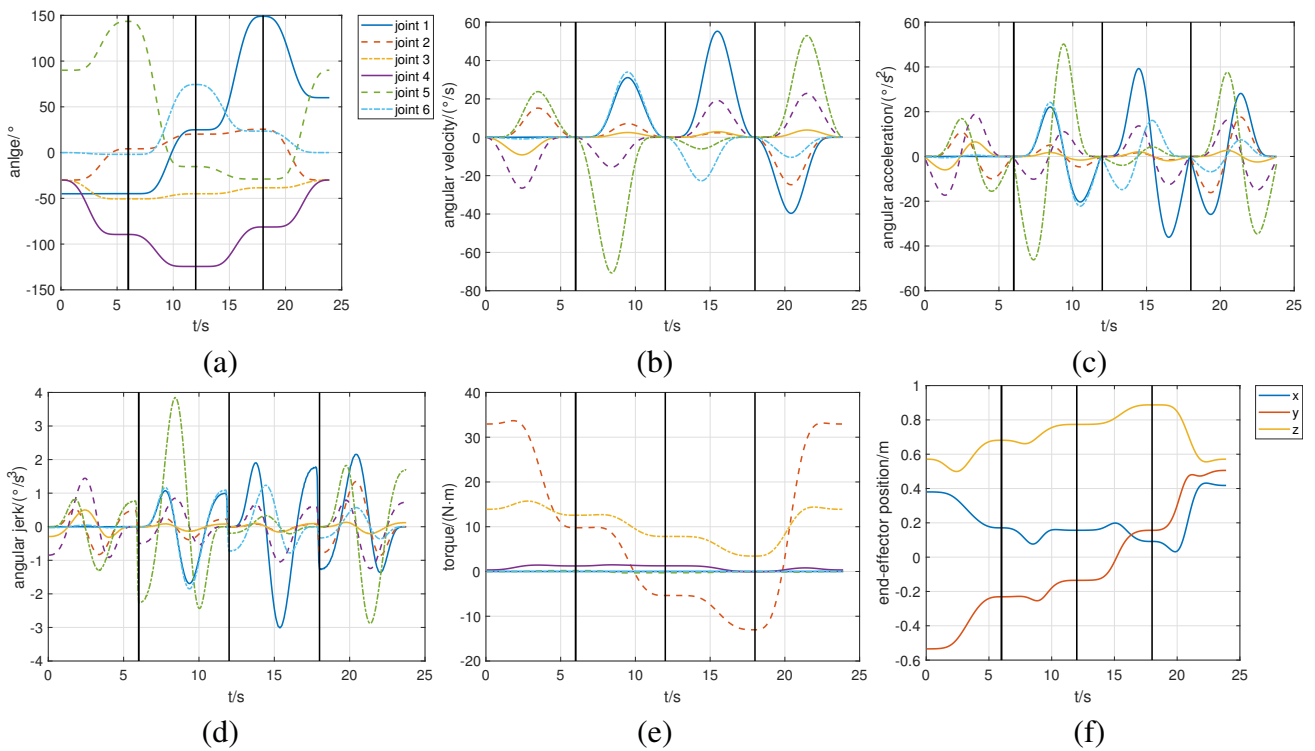 150
100
50
0
-50
-100
-150
anlge/°
0 5 10 15 20 25
t/s
joint 1
joint 2
joint 3
joint 4
joint 5
joint 6
(a)
80
60
40
20
0
-20
-40
-60
-80
angular velocity/(°/s)
0 5 10 15 20 25
t/s
(b)
60
40
20
0
-20
-40
-60
angular acceleration/(°/s²)
0 5 10 15 20 25
t/s
(c)
4
3
2
1
0
-1
-2
-3
-4
angular jerk/(°/s³)
0 5 10 15 20 25
t/s
(d)
40
30
20
10
0
-10
-20
torque/(N·m)
0 5 10 15 20 25
t/s
(e)
1
0.8
0.6
0.4
0.2
0
-0.2
-0.4
-0.6
end-effector position/m
0 5 10 15 20 25
t/s
x
y
z
(f)